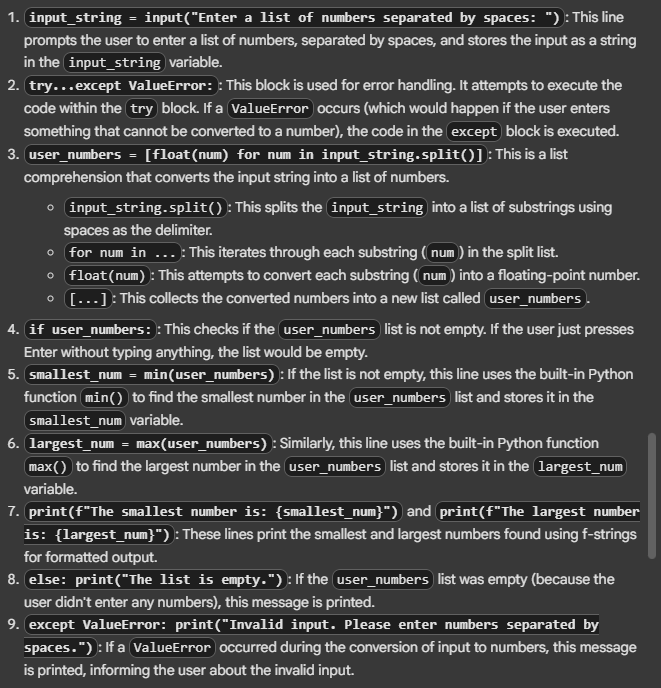 1. input_string = input("Enter a list of numbers separated by spaces: "): This line
prompts the user to enter a list of numbers, separated by spaces, and stores the input as a string
in the input_string variable.
2. try...except ValueError:: This block is used for error handling. It attempts to execute the
code within the try block. If a ValueError occurs (which would happen if the user enters
something that cannot be converted to a number), the code in the except block is executed.
3. user_numbers = [float(num) for num in input_string.split()]: This is a list
comprehension that converts the input string into a list of numbers.
◦ input_string.split(): This splits the input_string into a list of substrings using
spaces as the delimiter.
◦ for num in ...: This iterates through each substring (num) in the split list.
◦ float(num): This attempts to convert each substring (num) into a floating-point number.
◦ [...]: This collects the converted numbers into a new list called user_numbers.
4. if user_numbers:: This checks if the user_numbers list is not empty. If the user just presses
Enter without typing anything, the list would be empty.
5. smallest_num = min(user_numbers): If the list is not empty, this line uses the built-in Python
function min() to find the smallest number in the user_numbers list and stores it in the
smallest_num variable.
6. largest_num = max(user_numbers): Similarly, this line uses the built-in Python function
max() to find the largest number in the user_numbers list and stores it in the largest_num
variable.
7. print(f"The smallest number is: {smallest_num}") and print(f"The largest number
is: {largest_num}"): These lines print the smallest and largest numbers found using f-strings
for formatted output.
8. else: print("The list is empty."): If the user_numbers list was empty (because the
user didn't enter any numbers), this message is printed.
9. except ValueError: print("Invalid input. Please enter numbers separated by
spaces."): If a ValueError occurred during the conversion of input to numbers, this message
is printed, informing the user about the invalid input.